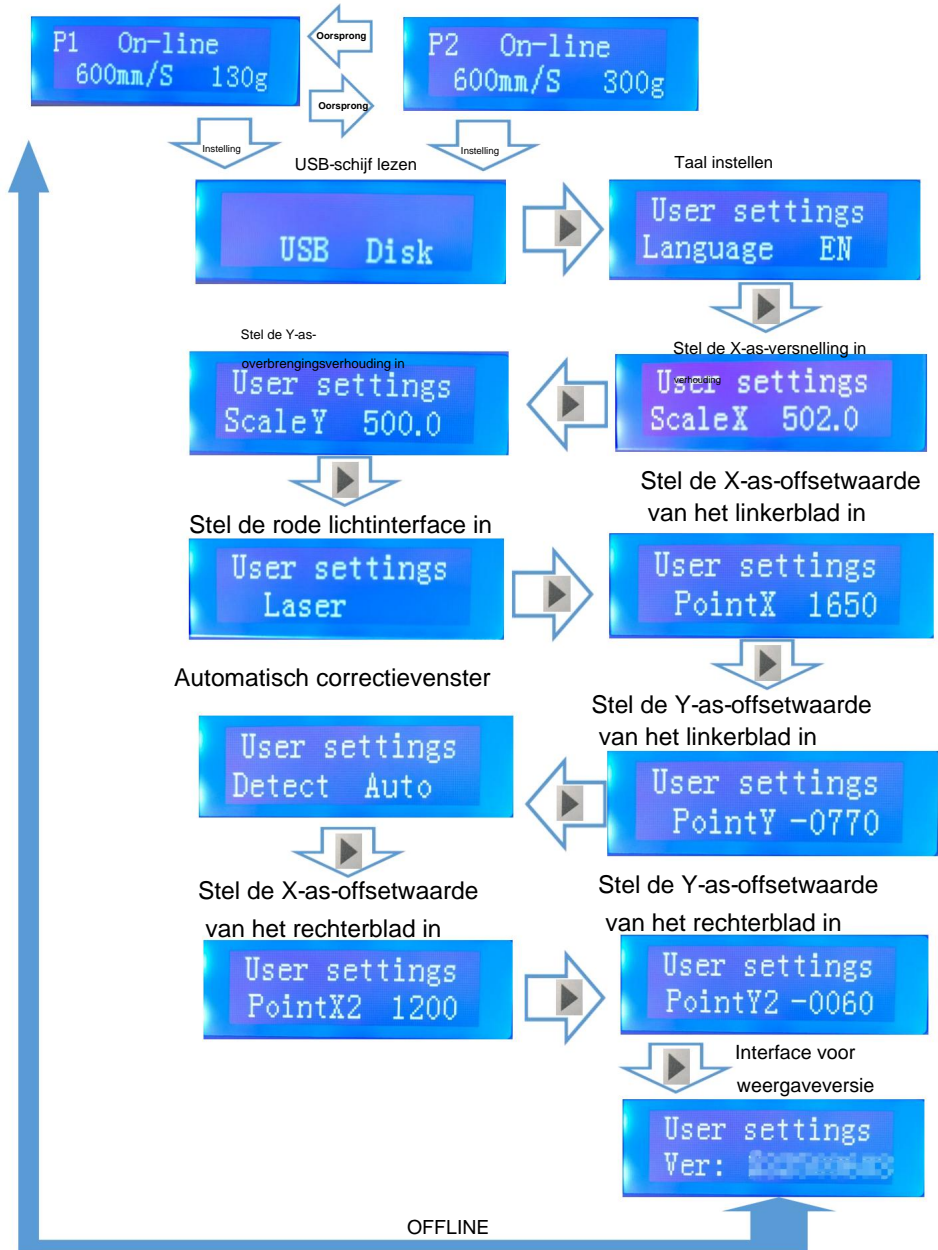 P1 On-line
600mm/S 130g
Oorsprong
P2 On-line
600mm/S 300g
Oorsprong
Instelling
Instelling
USB-schijf lezen
USB Disk
Taal instellen
User settings
Language EN
Stel de X-as-versnelling in
verhouding
User settings
ScaleX 502.0
Stel de Y-as-
overbrengingsverhouding in
User settings
ScaleY 500.0
Stel de rode lichtinterface in
User settings
Laser
Stel de X-as-offsetwaarde
van het linkerblad in
User settings
PointX 1650
Stel de Y-as-offsetwaarde
van het linkerblad in
User settings
PointY -0770
Automatisch correctievenster
User settings
Detect Auto
Stel de X-as-offsetwaarde
van het rechterblad in
User settings
PointX2 1200
Stel de Y-as-offsetwaarde
van het rechterblad in
User settings
PointY2 -0060
Interface voor
weergaveversie
User settings
Ver:
OFFLINE